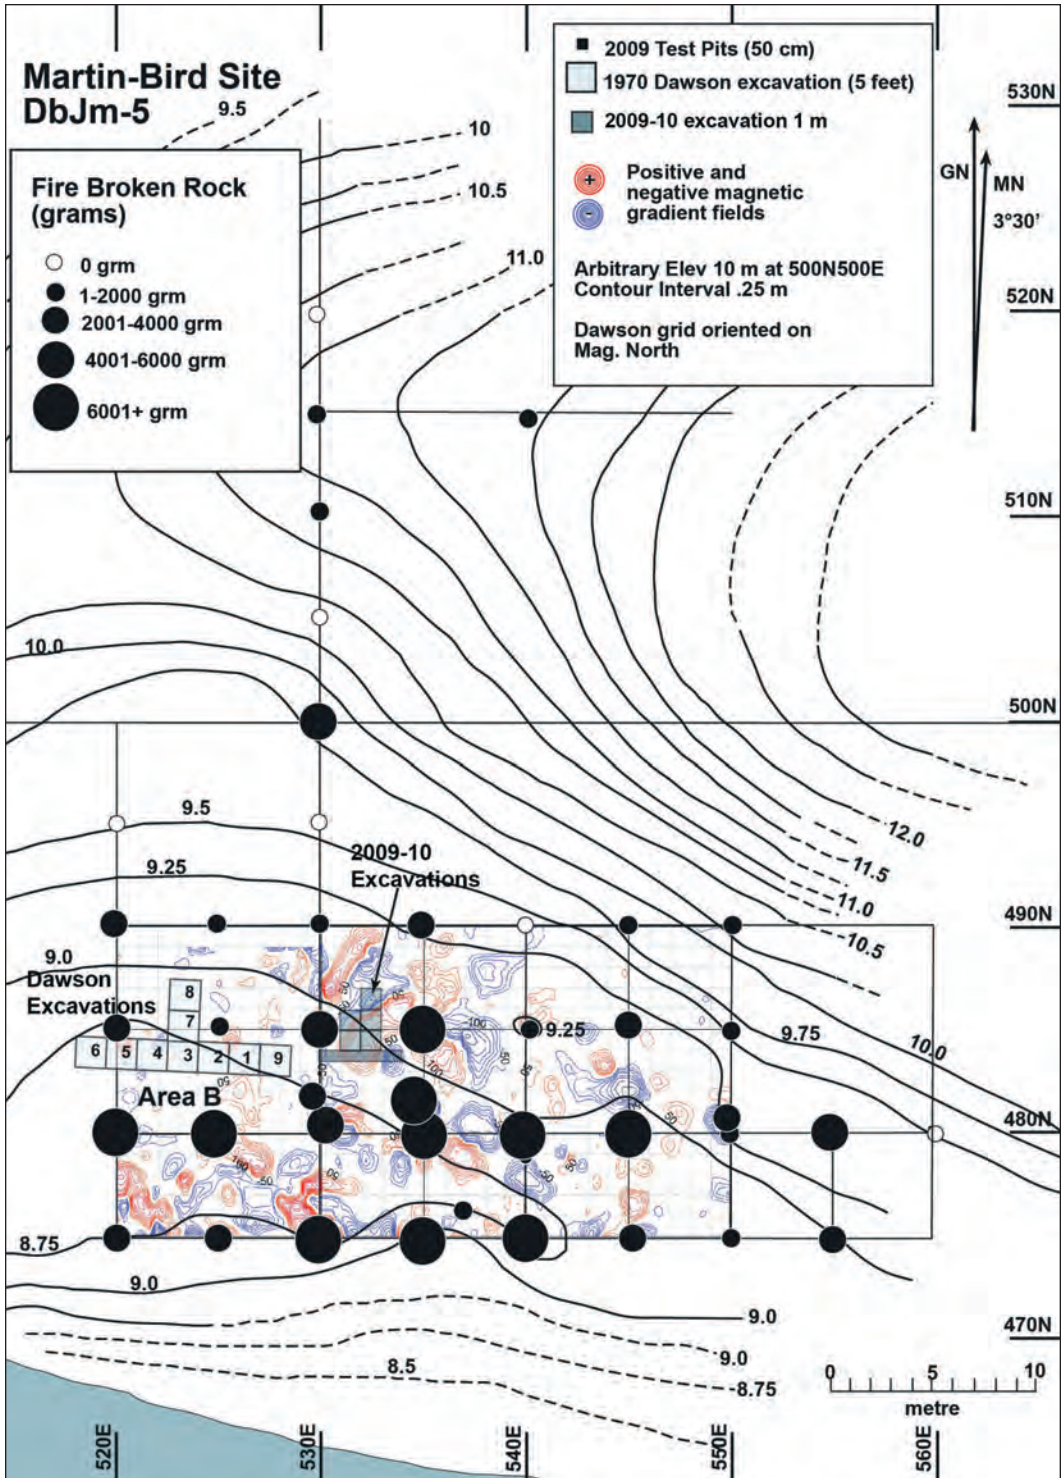 Martin-Bird Site
DbJm-5
Fire Broken Rock
(grams)
0 grm
1-2000 grm
2001-4000 grm
4001-6000 grm
6001+ grm
2009 Test Pits (50 cm)
1970 Dawson excavation (5 feet)
2009-10 excavation 1 m
+
-
Positive and
negative magnetic
gradient fields
Arbitrary Elev 10 m at 500N500E
Contour Interval .25 m
Dawson grid oriented on
Mag. North
GN
MN
3°30'
530N
520N
510N
500N
490N
480N
470N
9.5
10
10.5
11.0
10.0
9.5
9.25
9.0
12.0
11.5
11.0
10.5
2009-10
Excavations
Dawson
Excavations
8
7
6 5 4 3 2 1 9
Area B
9.25
9.75
10.0
8.75
9.0
9.0
9.0
8.75
8.5
0 5 10
metre
520E
530E
540E
550E
560E